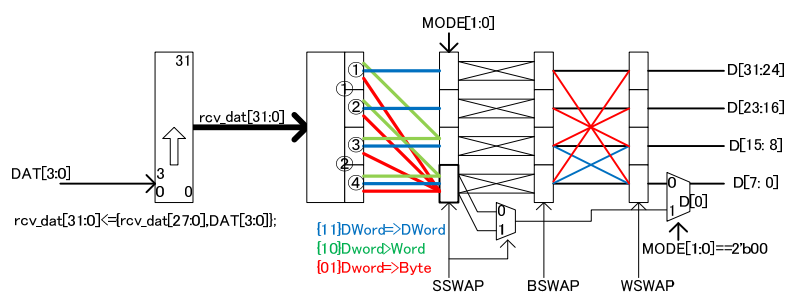 MODE[1:0]
31
① D[31:24]
①
rcv_dat[31:0] ② D[23:16]
③ D[15: 8]
②
DAT[3:0] 3 ④ 0 D[7: 0]
0 0 0 1 D[0]
rcv_dat[31:0]<={rcv_dat[27:0],DAT[3:0]}; 1
{11}DWord=>DWord
{10}DWord>Word MODE[1:0]==2'b00
{01}Dword=>Byte
SSWAP BSWAP WSWAP